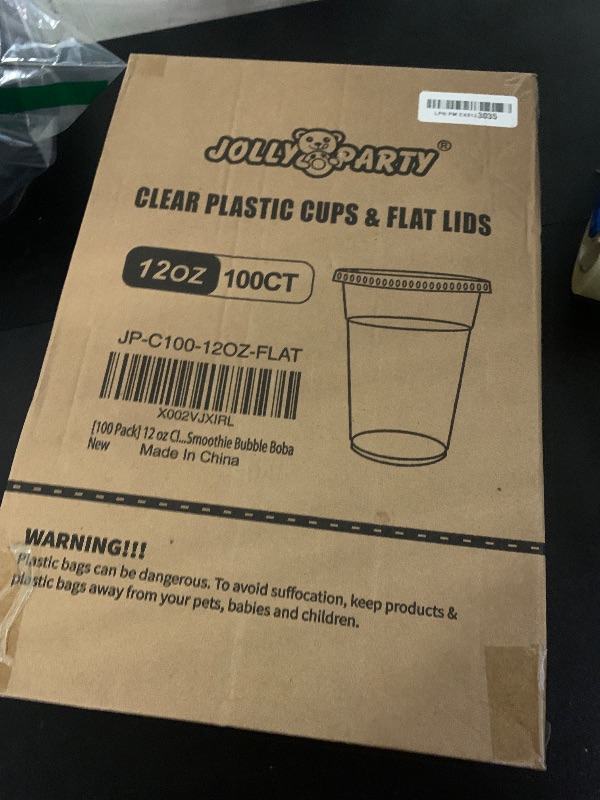 3035
JOLLY PARTY®
CLEAR PLASTIC CUPS & FLAT LIDS
12OZ 100CT
JP-C100-12OZ-FLAT
X002VJXIRL
[100 Pack] 12 oz Cl...Smoothie Bubble Boba
New
Made In China
WARNING!!!
Plastic bags can be dangerous. To avoid suffocation, keep products &
plastic bags away from your pets, babies and children.